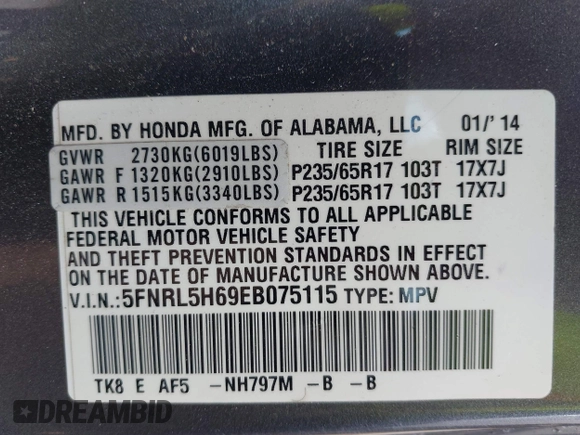 MFD. BY HONDA MFG. OF ALABAMA, LLC 01/'14
GVWR 2730KG(6019LBS) TIRE SIZE RIM SIZE
GAWR F 1320KG(2910LBS) P235/65R17 103T 17X7J
GAWR R 1515KG(3340LBS) P235/65R17 103T 17X7J
THIS VEHICLE CONFORMS TO ALL APPLICABLE
FEDERAL MOTOR VEHICLE SAFETY
AND THEFT PREVENTION STANDARDS IN EFFECT
ON THE DATE OF MANUFACTURE SHOWN ABOVE.
V.I.N.:5FNRL5H69EB075115 TYPE: MPV
TK8 E AF5 -NH797M -B -B
DREAMBID